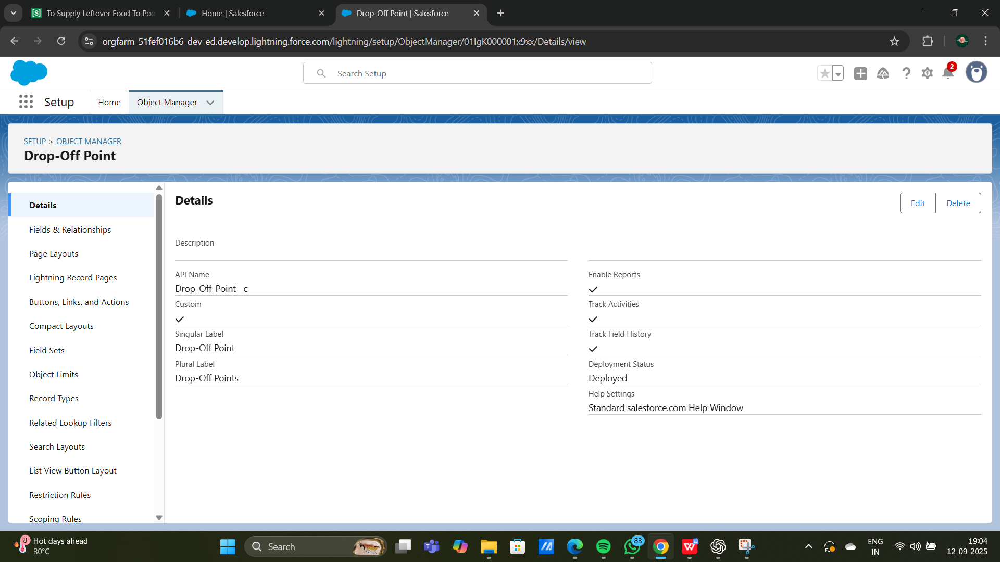 To Supply Leftover Food To Poo
Home | Salesforce
Drop-Off Point | Salesforce
orgfarm-51fef016b6-dev-ed.develop.lightning.force.com/lightning/setup/ObjectManager/01IgK000001x9xx/Details/view
Search Setup
2
Setup
Home
Object Manager
SETUP > OBJECT MANAGER
Drop-Off Point
Details
Fields & Relationships
Page Layouts
Lightning Record Pages
Buttons, Links, and Actions
Compact Layouts
Field Sets
Object Limits
Record Types
Related Lookup Filters
Search Layouts
List View Button Layout
Restriction Rules
Scoping Rules
Details
Edit
Delete
Description
API Name
Drop_Off_Point__c
Custom
Singular Label
Drop-Off Point
Plural Label
Drop-Off Points
Enable Reports
Track Activities
Track Field History
Deployment Status
Deployed
Help Settings
Standard salesforce.com Help Window
8
Hot days ahead
30°C
Search
83
ENG
IN
19:04
12-09-2025